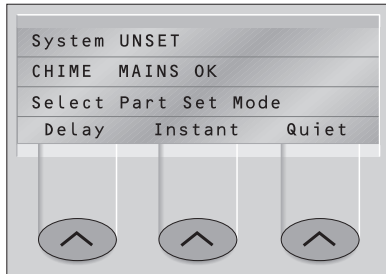 System UNSET
CHIME MAINS OK
Select Part Set Mode
Delay Instant Quiet